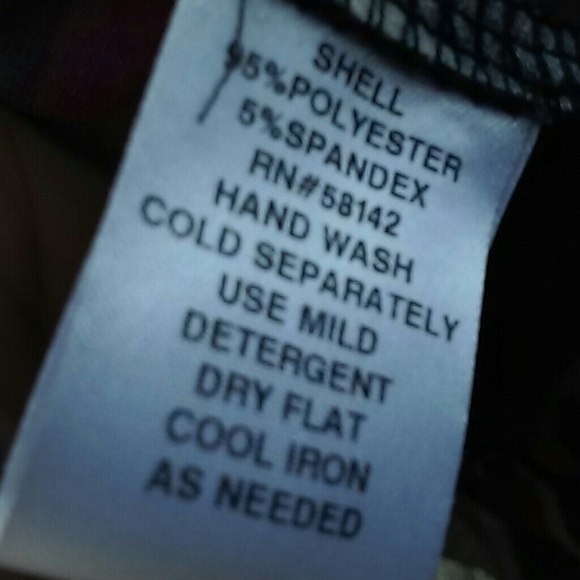 SHELL
95%POLYESTER
5%SPANDEX
RN#58142
HAND WASH
COLD SEPARATELY
USE MILD
DETERGENT
DRY FLAT
COOL IRON
AS NEEDED